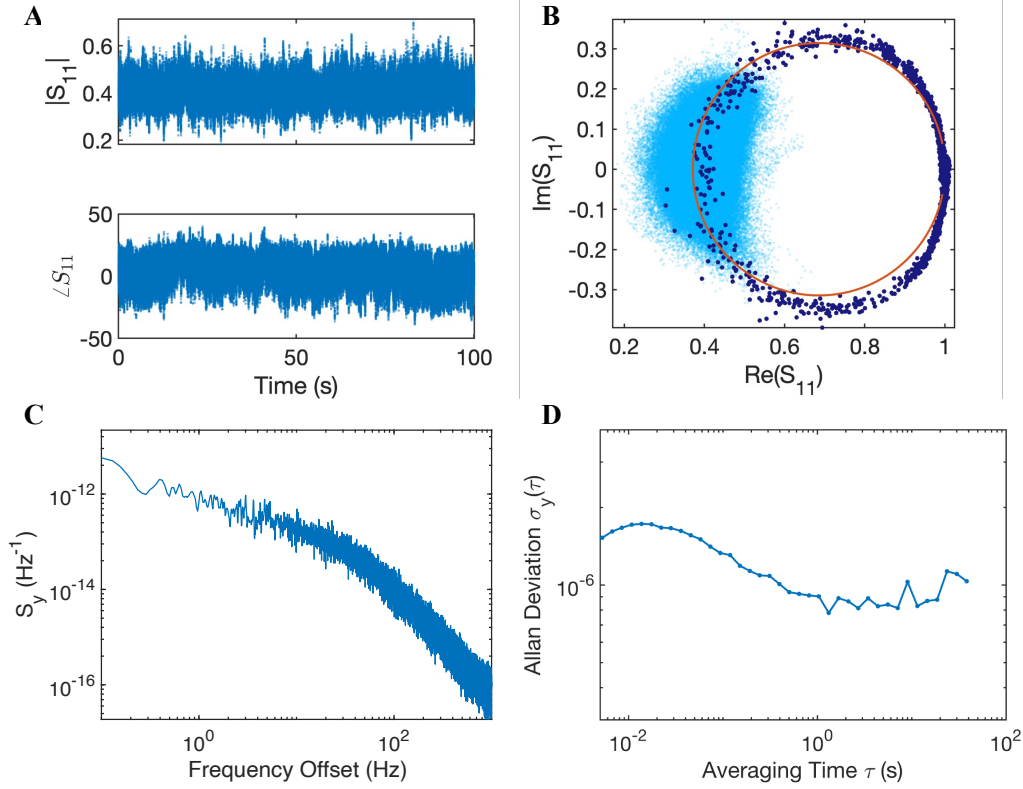 A
|S₁₁|
0.6
0.4
0.2
∠S₁₁
50
0
-50
0
50
100
Time (s)
B
Im(S₁₁)
0.3
0.2
0.1
0
-0.1
-0.2
-0.3
0.2
0.4
0.6
0.8
1
Re(S₁₁)
C
S_y (Hz⁻¹)
10⁻¹²
10⁻¹⁴
10⁻¹⁶
10⁰
10²
Frequency Offset (Hz)
D
Allan Deviation σ_y(τ)
10⁻⁶
10⁻²
10⁰
10²
Averaging Time τ (s)